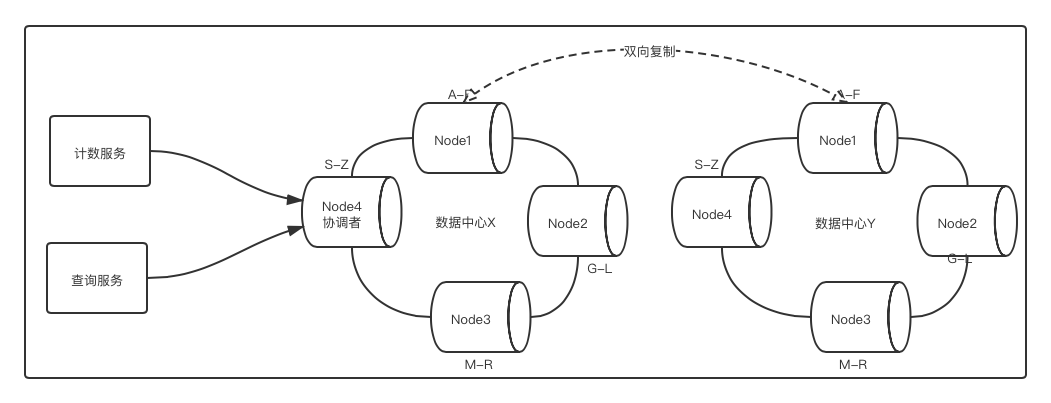 双向复制
A-F
A-F
Node1
Node1
计数服务
S-Z
S-Z
Node4
协调者
数据中心X
Node2
Node4
数据中心Y
Node2
G-L
G-L
查询服务
Node3
Node3
M-R
M-R